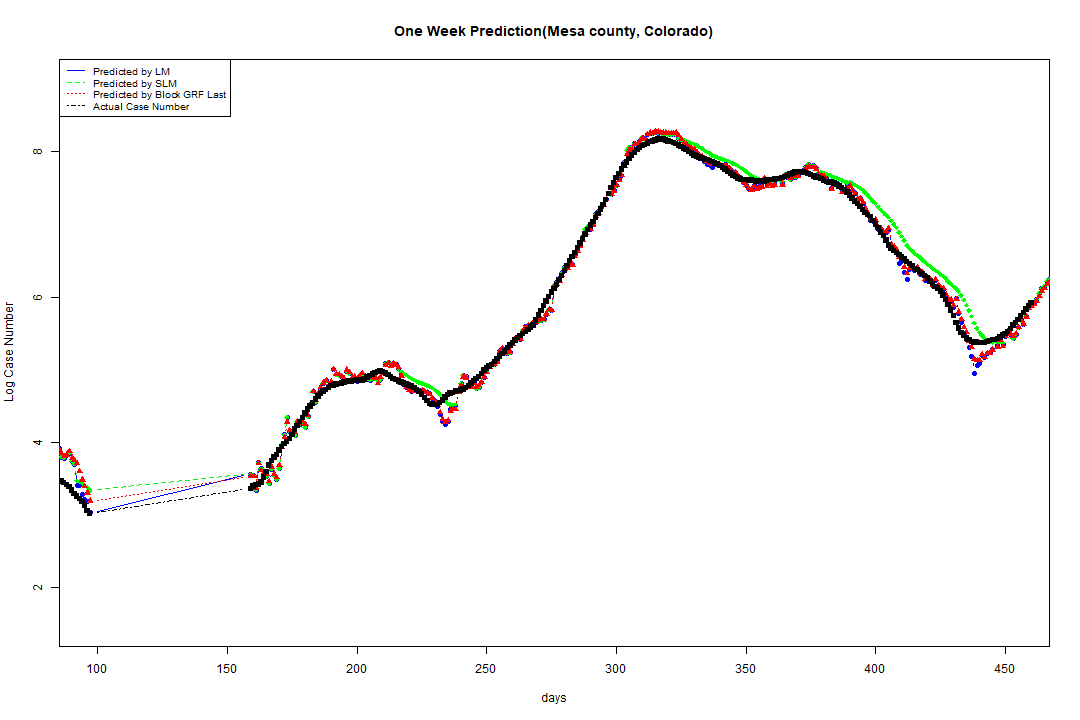 One Week Prediction(Mesa county, Colorado)
Predicted by LM
Predicted by SLM
Predicted by Block GRF Last
Actual Case Number
Log Case Number
8
6
4
2
100 150 200 250 300 350 400 450
days